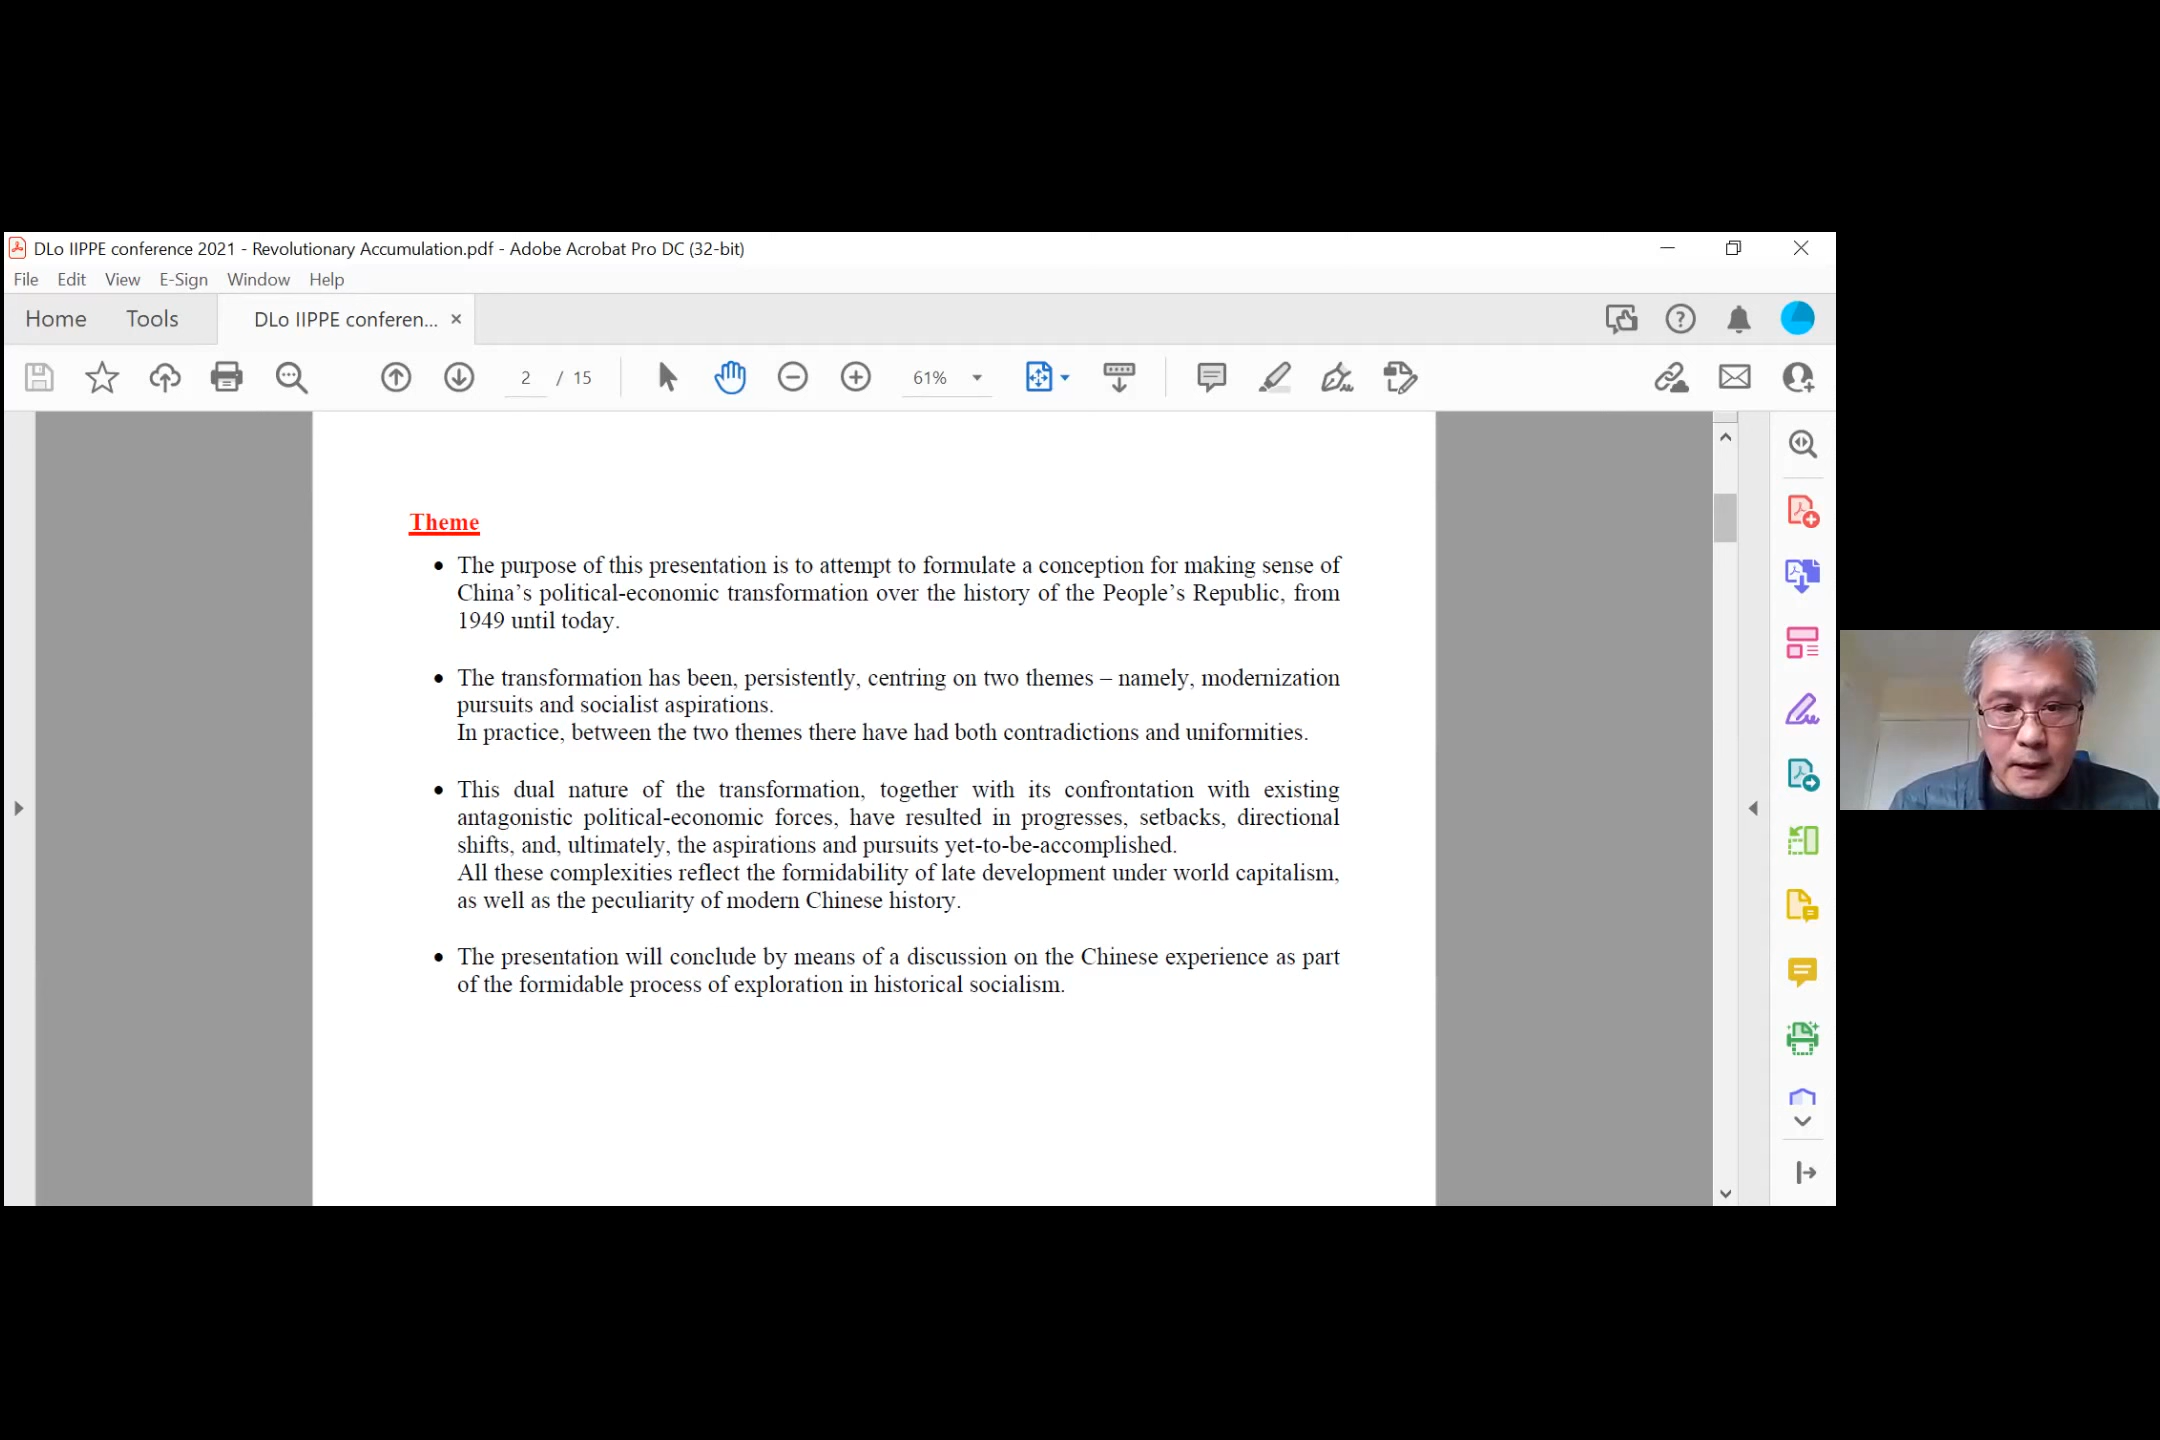 DLo IIPPE conference 2021 - Revolutionary Accumulation.pdf - Adobe Acrobat Pro DC (32-bit)
File Edit View E-Sign Window Help
Home Tools DLo IIPPE conferen... ×
2 / 15 61%
Theme
• The purpose of this presentation is to attempt to formulate a conception for making sense of
China’s political-economic transformation over the history of the People’s Republic, from
1949 until today.
• The transformation has been, persistently, centring on two themes – namely, modernization
pursuits and socialist aspirations.
In practice, between the two themes there have had both contradictions and uniformities.
• This dual nature of the transformation, together with its confrontation with existing
antagonistic political-economic forces, have resulted in progresses, setbacks, directional
shifts, and, ultimately, the aspirations and pursuits yet-to-be-accomplished.
All these complexities reflect the formidability of late development under world capitalism,
as well as the peculiarity of modern Chinese history.
• The presentation will conclude by means of a discussion on the Chinese experience as part
of the formidable process of exploration in historical socialism.